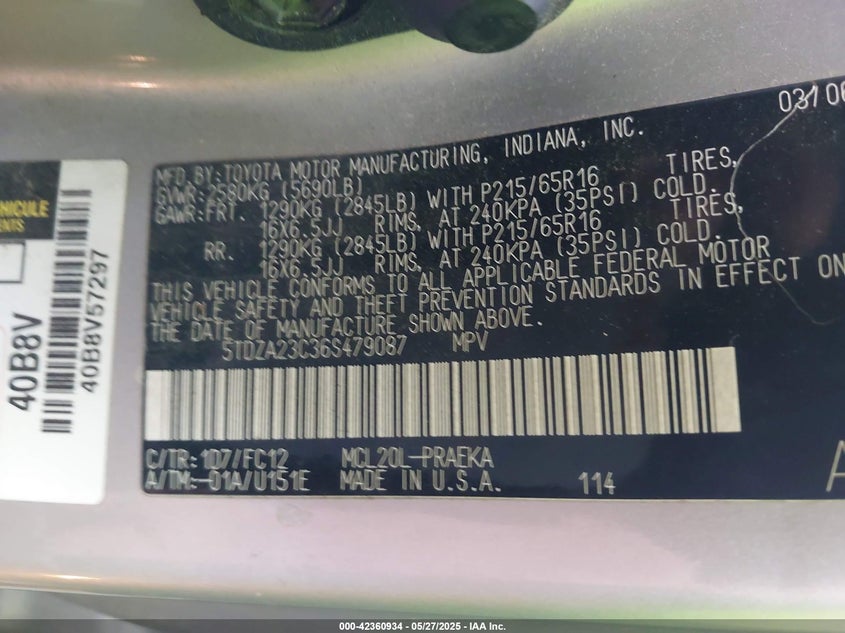 03/06
MFD.BY:TOYOTA MOTOR MANUFACTURING, INDIANA, INC.
GVWR:2580KG (5690LB)
GAWR:FRT. 1290KG (2845LB) WITH P215/65R16 TIRES,
16X6.5JJ RIMS, AT 240KPA (35PSI) COLD.
RR. 1290KG (2845LB) WITH P215/65R16 TIRES,
16X6.5JJ RIMS, AT 240KPA (35PSI) COLD.
THIS VEHICLE CONFORMS TO ALL APPLICABLE FEDERAL MOTOR
VEHICLE SAFETY AND THEFT PREVENTION STANDARDS IN EFFECT ON
THE DATE OF MANUFACTURE SHOWN ABOVE.
5TDZA23C36S479087 MPV
C/TR:1D7/FC12 MCL20L-PRAEKA
A/TM:-01A/U151E MADE IN U.S.A. 114
A
EHICULE
ENTS
40B8V
40B8V57297
000-42360934 — 05/27/2025 - IAA Inc.